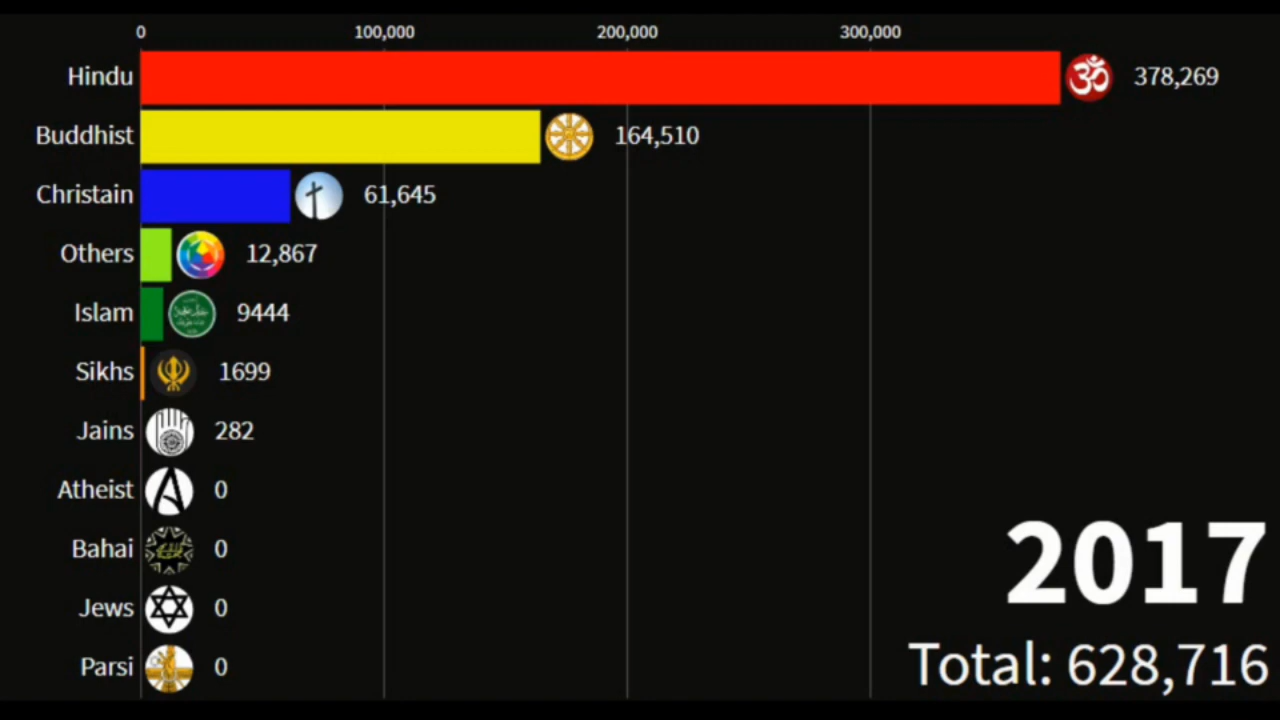 0 100,000 200,000 300,000
Hindu 378,269
Buddhist 164,510
Christain 61,645
Others 12,867
Islam 9444
Sikhs 1699
Jains 282
Atheist 0
Bahai 0
Jews 0
Parsi 0
2017
Total: 628,716